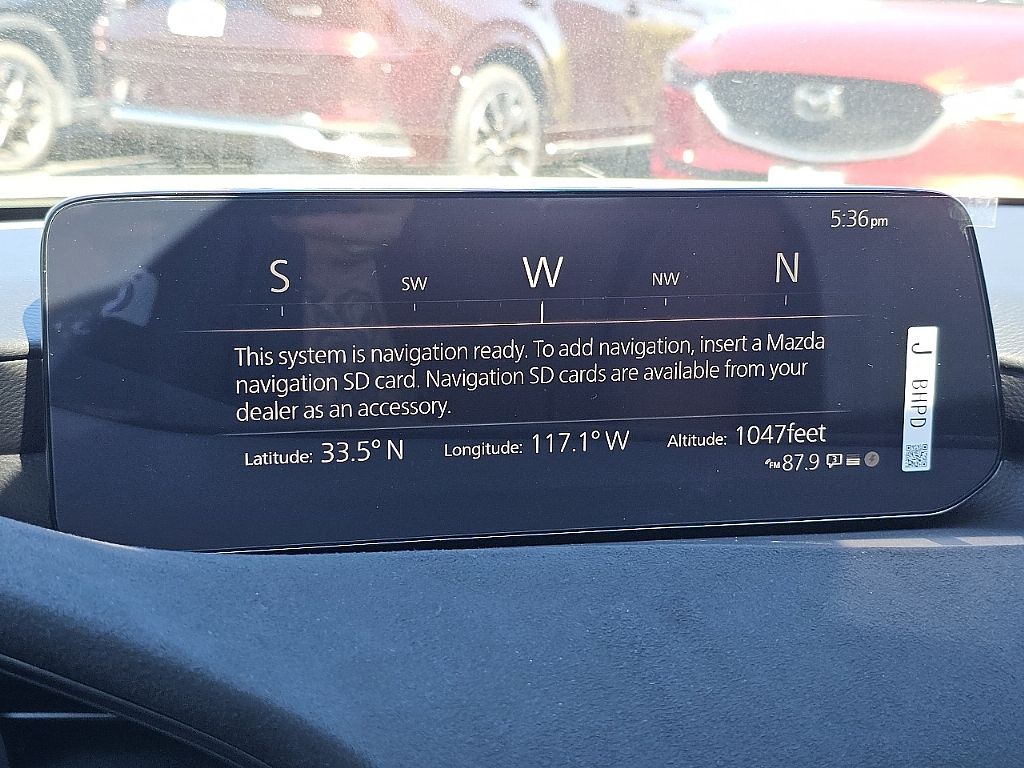 5:36pm
S SW W NW N
This system is navigation ready. To add navigation, insert a Mazda
navigation SD card. Navigation SD cards are available from your
dealer as an accessory.
Latitude: 33.5° N Longitude: 117.1° W Altitude: 1047feet
FM 87.9 3
J BHPD